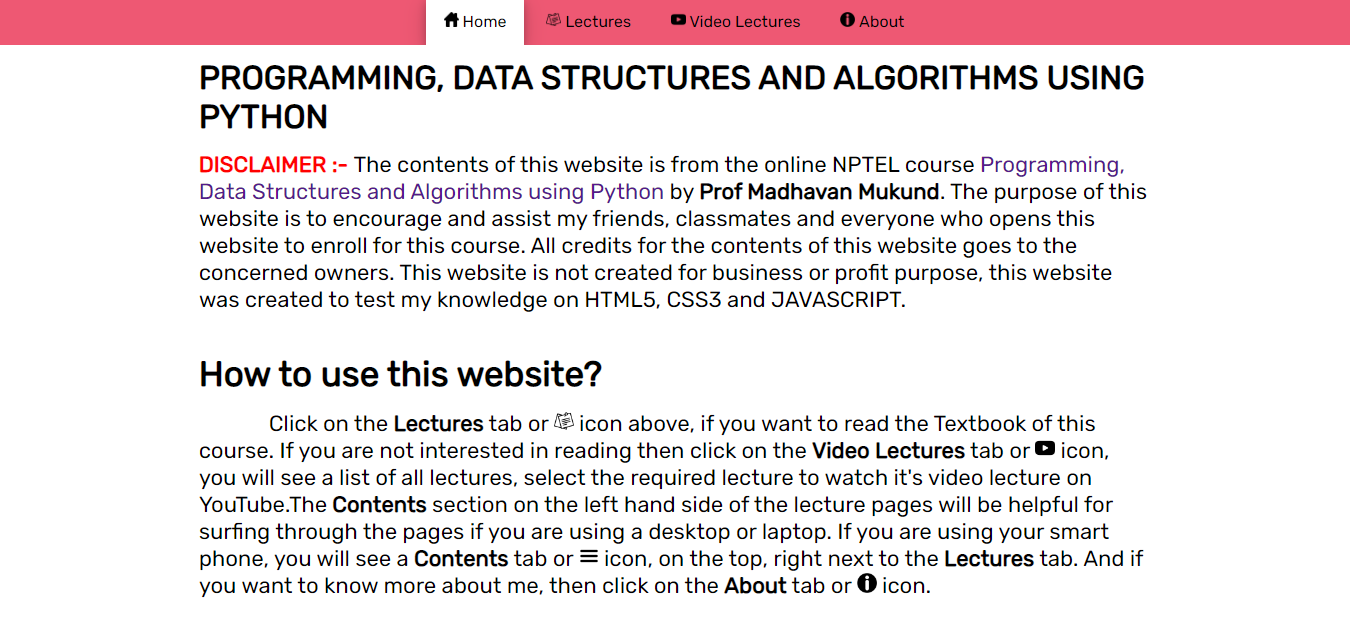 Home Lectures Video Lectures About
PROGRAMMING, DATA STRUCTURES AND ALGORITHMS USING
PYTHON
DISCLAIMER :- The contents of this website is from the online NPTEL course Programming,
Data Structures and Algorithms using Python by Prof Madhavan Mukund. The purpose of this
website is to encourage and assist my friends, classmates and everyone who opens this
website to enroll for this course. All credits for the contents of this website goes to the
concerned owners. This website is not created for business or profit purpose, this website
was created to test my knowledge on HTML5, CSS3 and JAVASCRIPT.
How to use this website?
Click on the Lectures tab or icon above, if you want to read the Textbook of this
course. If you are not interested in reading then click on the Video Lectures tab or icon,
you will see a list of all lectures, select the required lecture to watch it's video lecture on
YouTube.The Contents section on the left hand side of the lecture pages will be helpful for
surfing through the pages if you are using a desktop or laptop. If you are using your smart
phone, you will see a Contents tab or icon, on the top, right next to the Lectures tab. And if
you want to know more about me, then click on the About tab or icon.